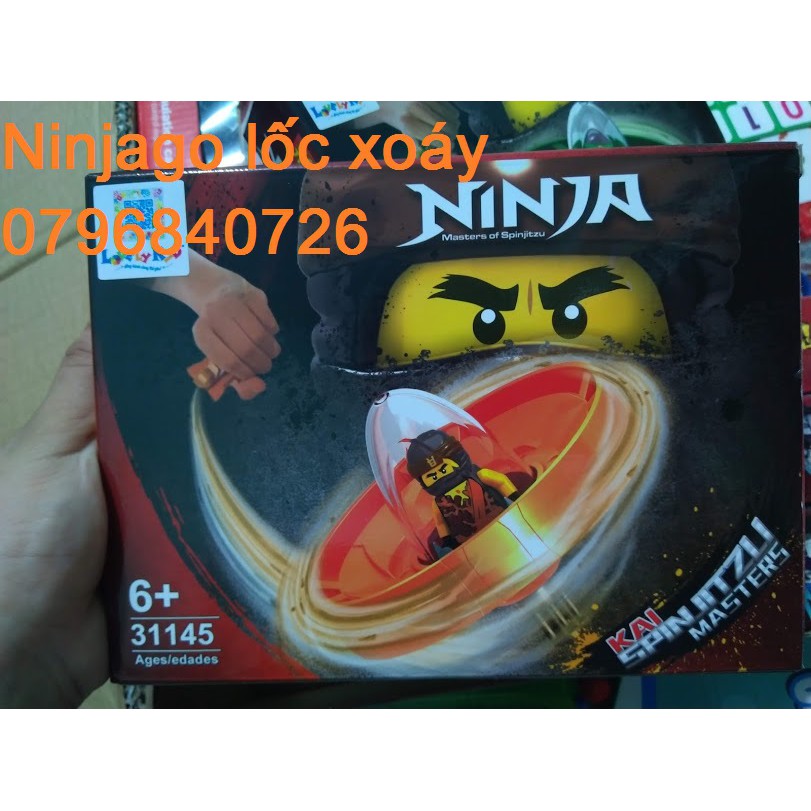 Ninjago lốc xoáy
0796840726
NINJA
Masters of Spinjitzu
6+
31145
Ages/edades
KAI
SPINJITZU
MASTERS